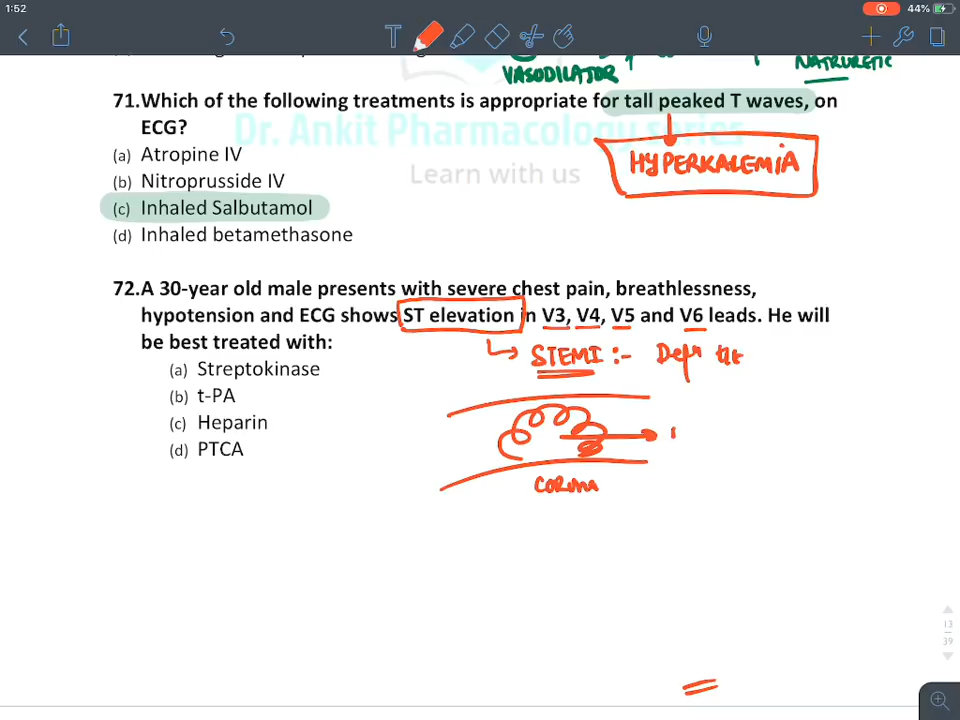 1:52
44%
T
VASODILATOR
NATRURETIC
71.Which of the following treatments is appropriate for tall peaked T waves, on
ECG?
Dr. Ankit Pharmacology series
HYPERKALEMIA
(a) Atropine IV
Learn with us
(b) Nitroprusside IV
(c) Inhaled Salbutamol
(d) Inhaled betamethasone
72.A 30-year old male presents with severe chest pain, breathlessness,
hypotension and ECG shows ST elevation in V3, V4, V5 and V6 leads. He will
be best treated with:
STEMI :-
(a) Streptokinase
(b) t-PA
(c) Heparin
(d) PTCA
CORONA
13
39